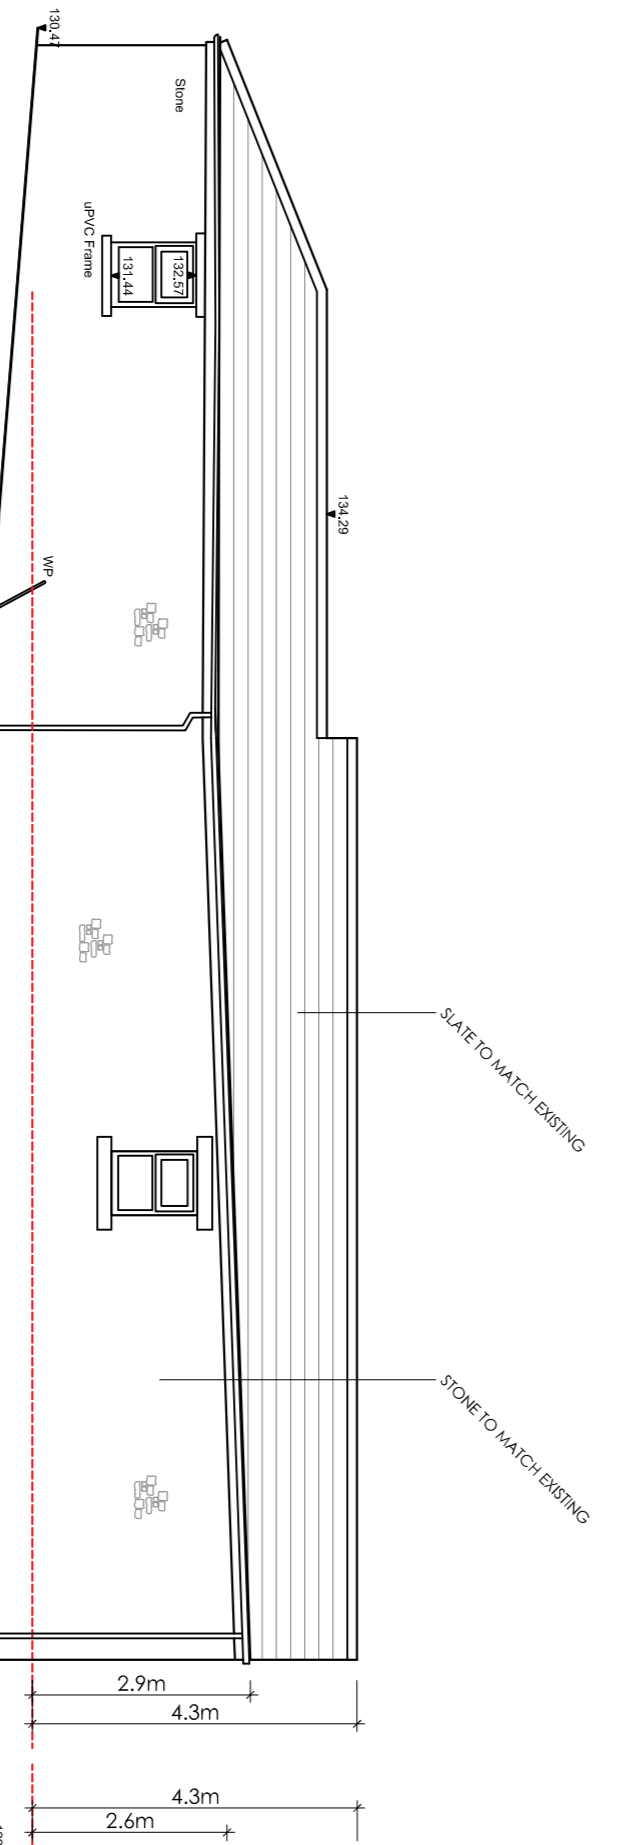 130.47
Stone
uPVC Frame
132.57
131.44
134.29
WP
SLATE TO MATCH EXISTING
STONE TO MATCH EXISTING
2.9m
4.3m
4.3m
2.6m